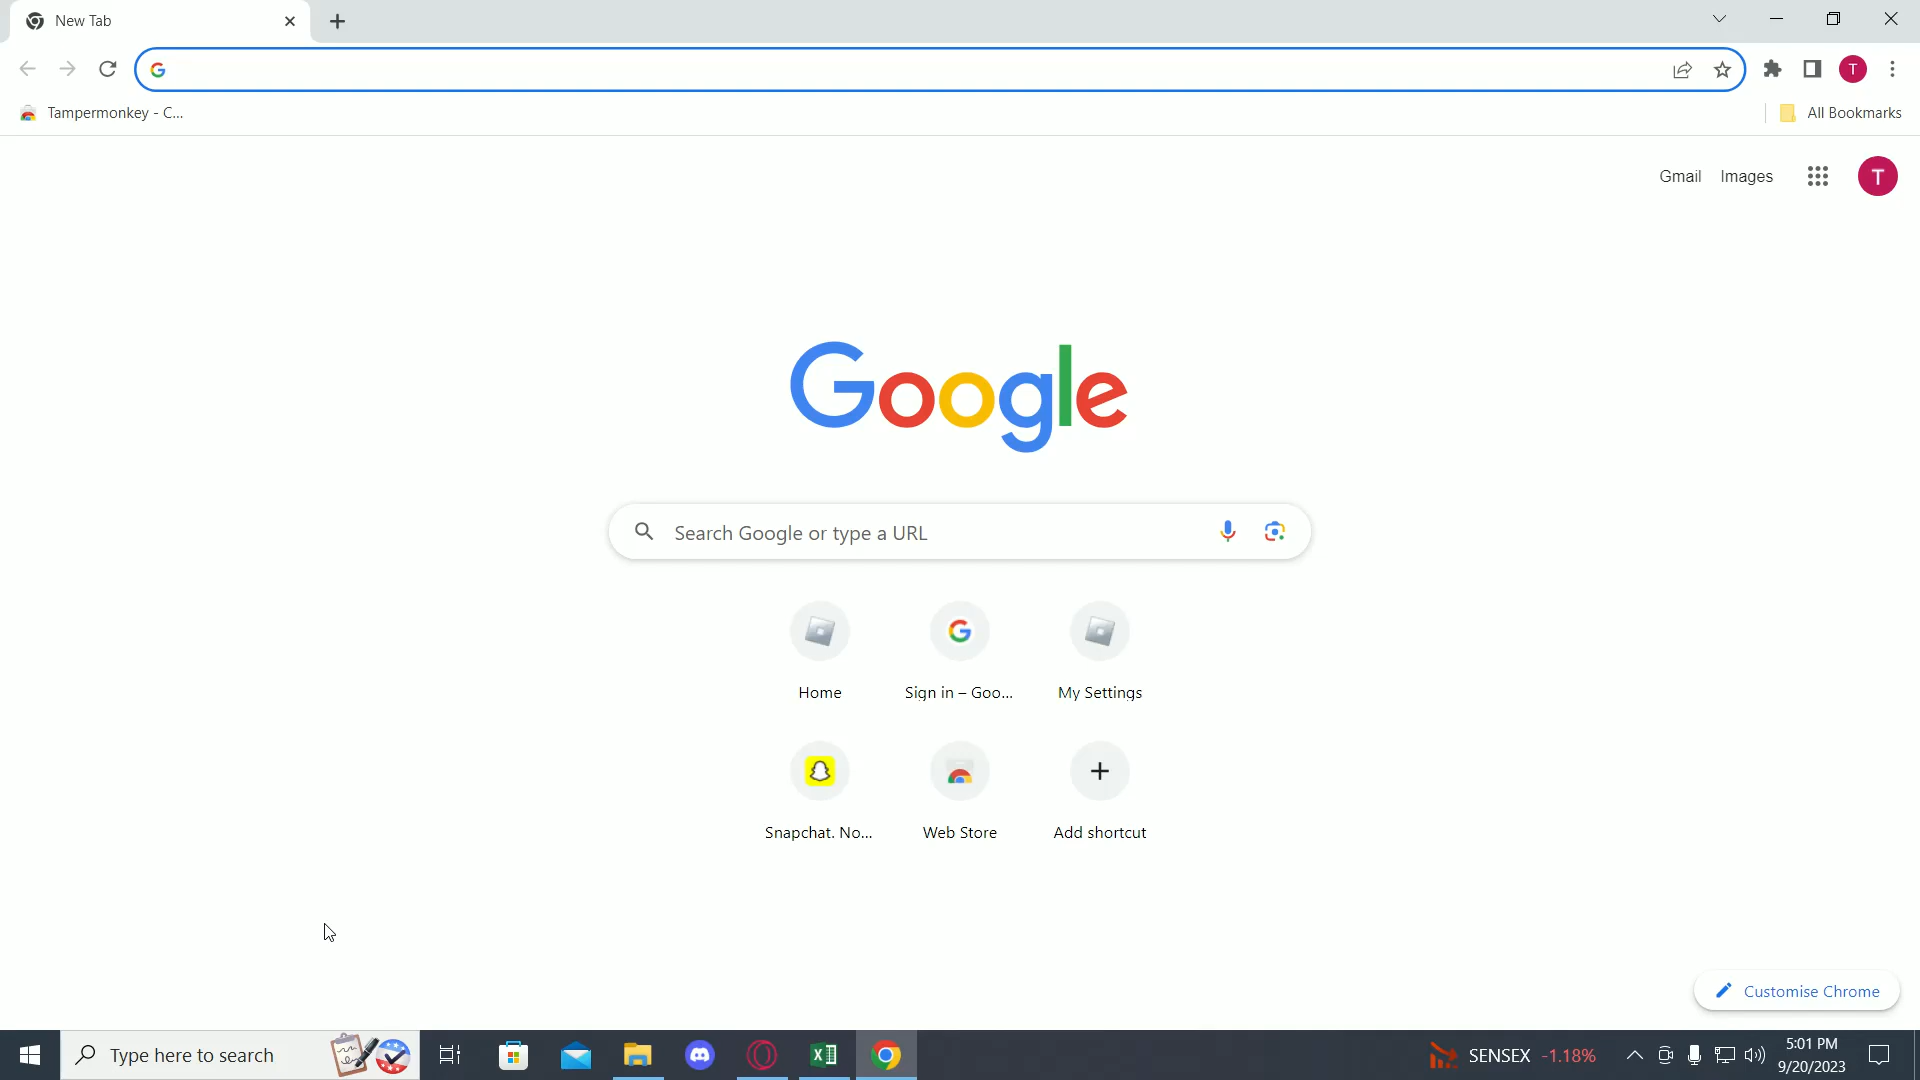 New Tab
Tampermonkey - C...
All Bookmarks
Gmail
Images
T
T
Google
Search Google or type a URL
Home
Sign in – Goo...
My Settings
Snapchat. No...
Web Store
Add shortcut
Customise Chrome
Type here to search
SENSEX -1.18%
5:01 PM
9/20/2023